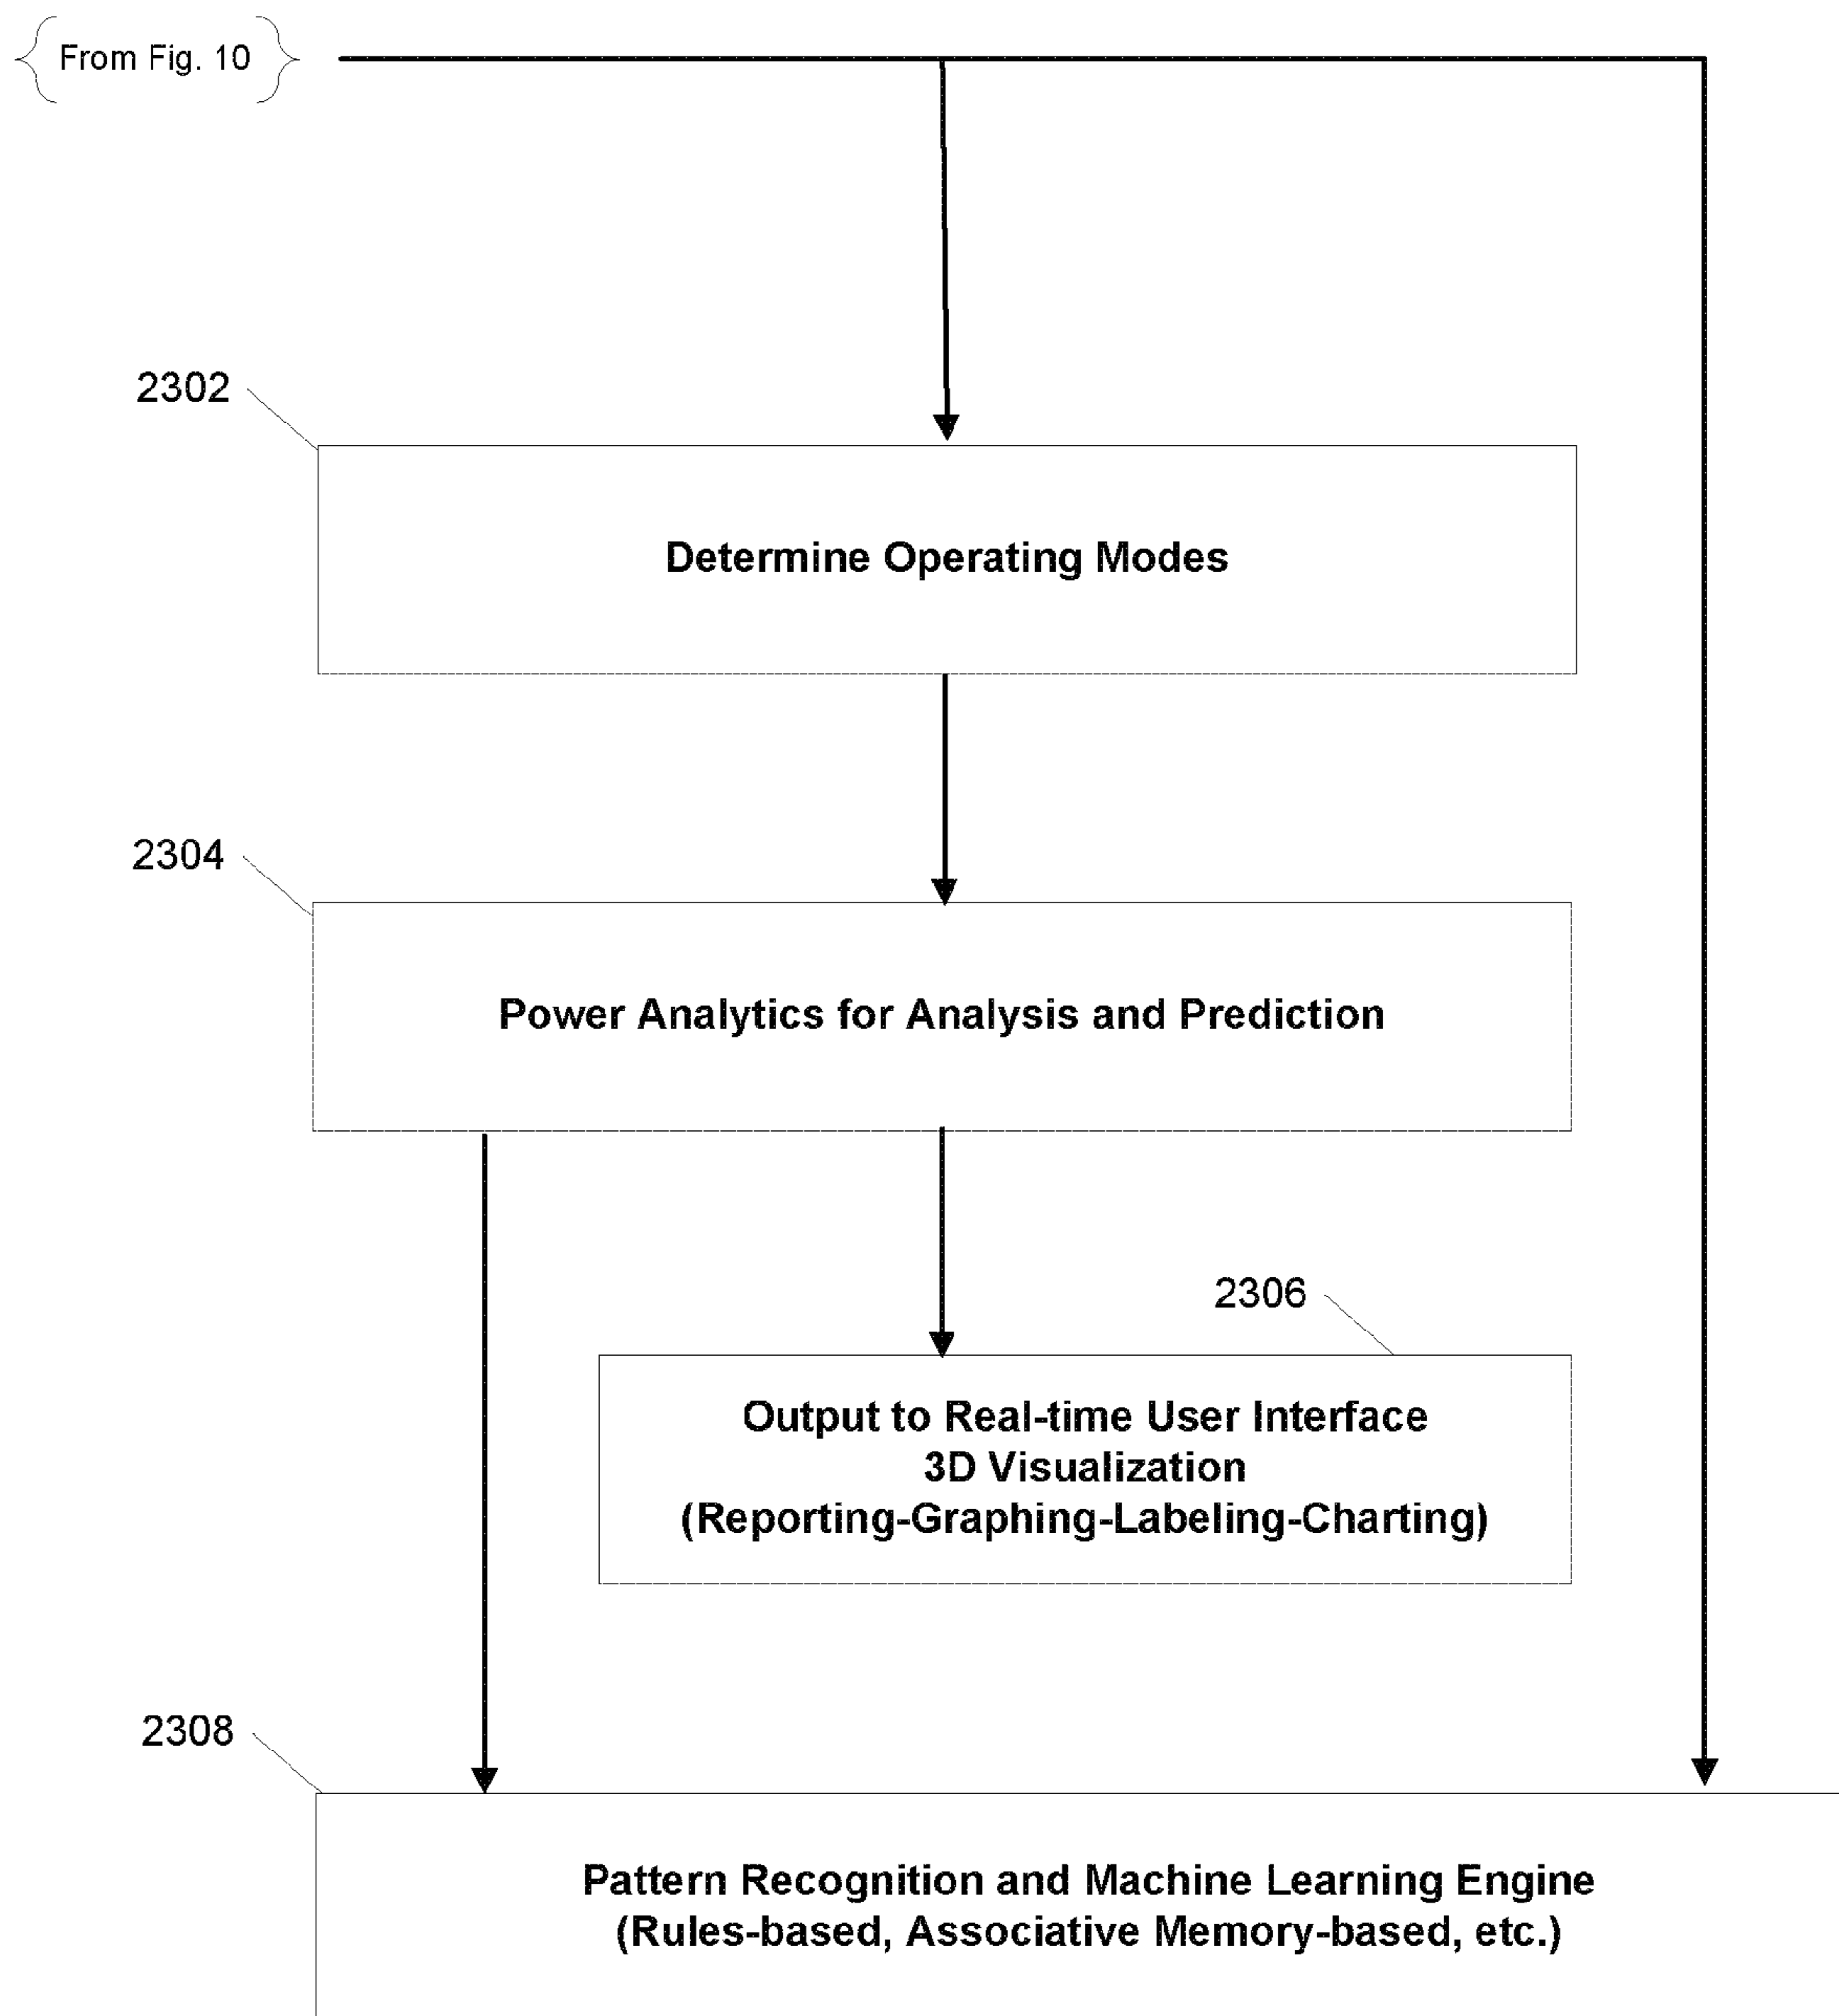 From Fig. 10
2302
Determine Operating Modes
2304
Power Analytics for Analysis and Prediction
2306
Output to Real-time User Interface
3D Visualization
(Reporting-Graphing-Labeling-Charting)
2308
Pattern Recognition and Machine Learning Engine
(Rules-based, Associative Memory-based, etc.)